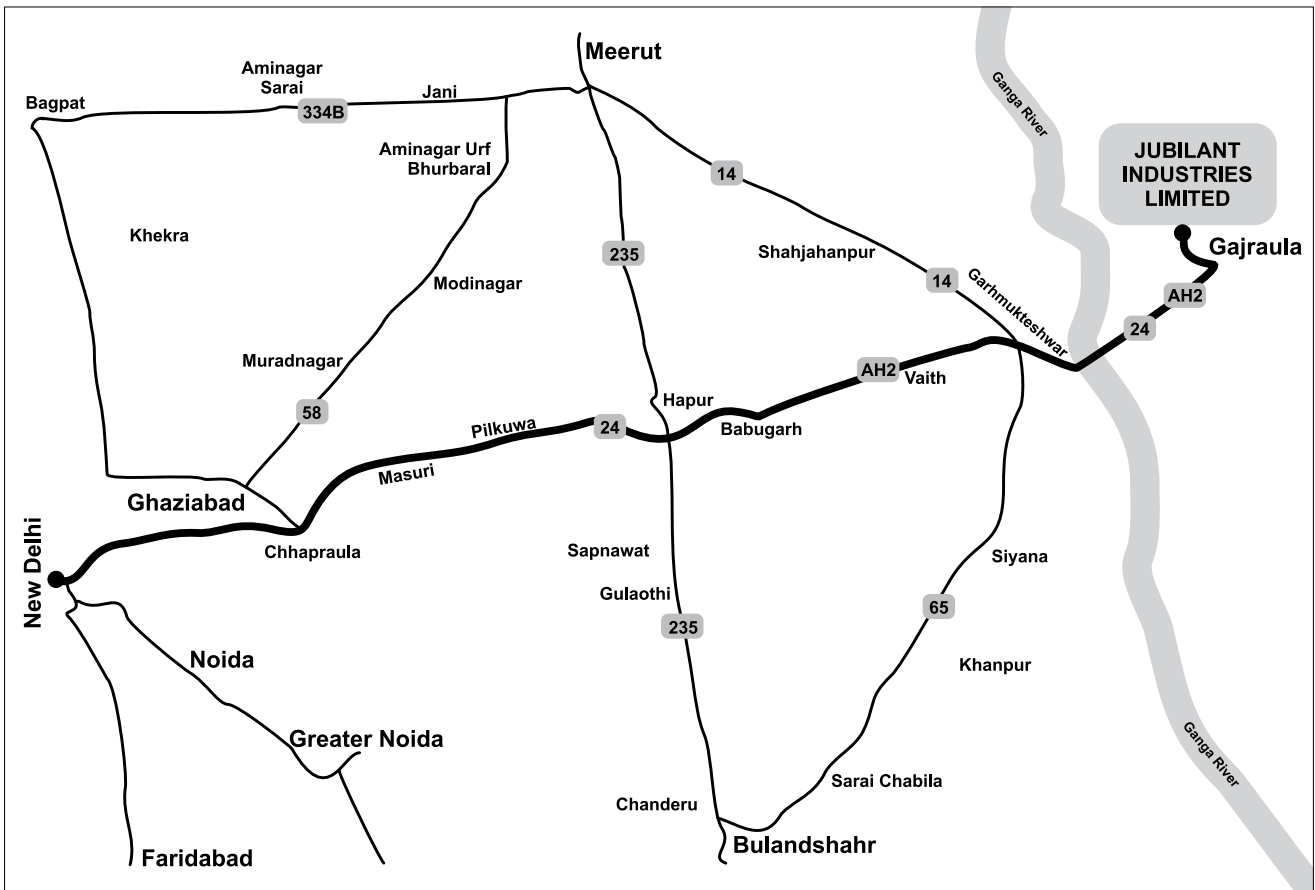 Meerut
Aminagar
Sarai
Jani
Bagpat
334B
Ganga River
Aminagar Urf
Bhurbaral
JUBILANT
INDUSTRIES
LIMITED
14
Khekra
235
Shahjahanpur
Gajraula
Modinagar
14
Garhmukteshwar
AH2
24
Muradnagar
AH2
Vaith
58
Hapur
Pilkuwa
24
Babugarh
Masuri
Ghaziabad
Chhapraula
New Delhi
Sapnawat
Siyana
Gulaothi
65
235
Noida
Khanpur
Greater Noida
Ganga River
Sarai Chabila
Chanderu
Bulandshahr
Faridabad